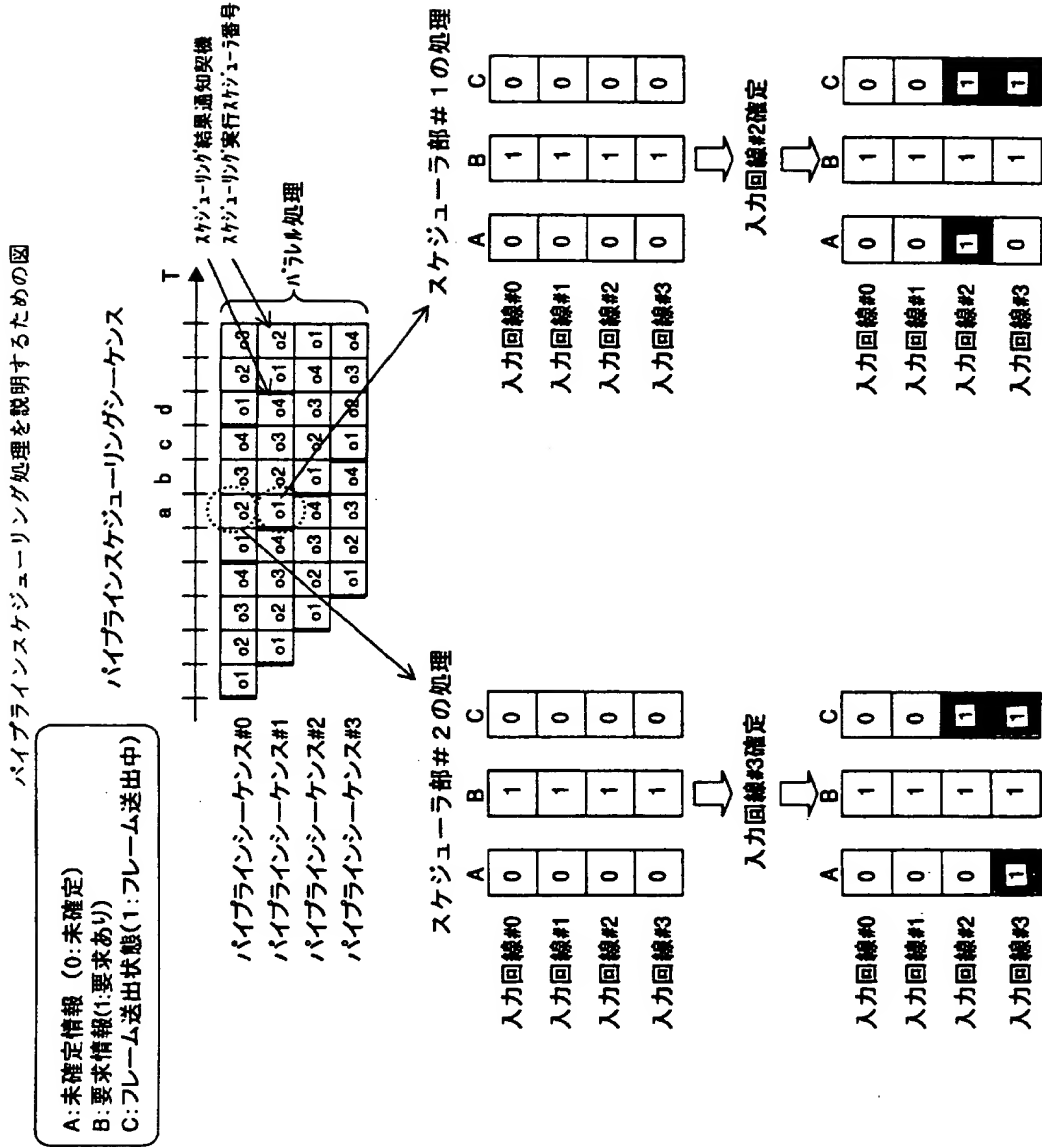 パイプラインスケジューリング処理を説明するための図
A:未確定情報 (0:未確定)
B:要求情報(1:要求あり)
C:フレーム送出状態(1:フレーム送出中)
パイプラインスケジューリングシーケンス
a b c d T
スケジューリング結果通知契機
スケジューリング実行スケジューラ番号
パイプラインシーケンス#0 o1 o2 o3 o4 o1 o2 o3 o4 o1 o2 o3
パイプラインシーケンス#1 o1 o2 o3 o4 o1 o2 o3 o4 o1 o2
パイプラインシーケンス#2 o1 o2 o3 o4 o1 o2 o3 o4 o1
パイプラインシーケンス#3 o1 o2 o3 o4 o1 o2 o3 o4
パラレル処理
スケジューラ部#2の処理
A B C
入力回線#0 0 1 0
入力回線#1 0 1 0
入力回線#2 0 1 0
入力回線#3 0 1 0
入力回線#3確定
A B C
入力回線#0 0 1 0
入力回線#1 0 1 0
入力回線#2 0 1 1
入力回線#3 1 1 1
スケジューラ部#1の処理
A B C
入力回線#0 0 1 0
入力回線#1 0 1 0
入力回線#2 0 1 0
入力回線#3 0 1 0
入力回線#2確定
A B C
入力回線#0 0 1 0
入力回線#1 0 1 0
入力回線#2 1 1 1
入力回線#3 0 1 1